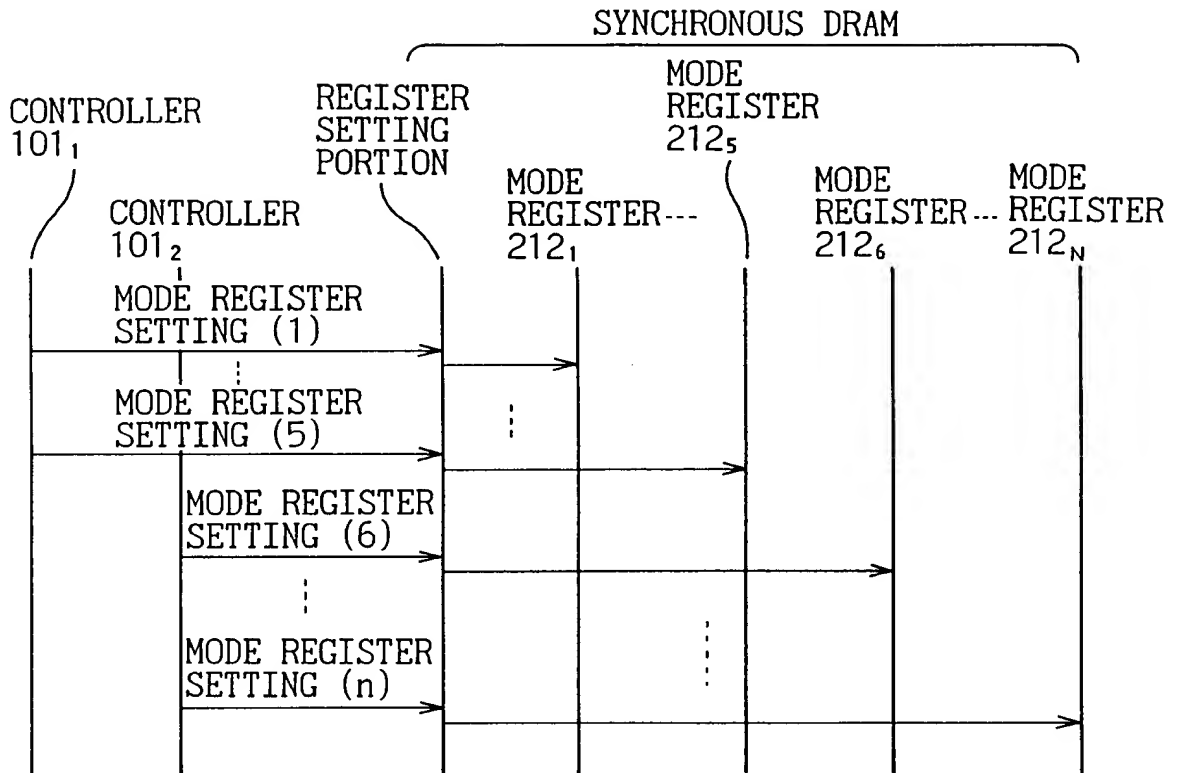 SYNCHRONOUS DRAM
CONTROLLER
101₁
REGISTER
SETTING
PORTION
MODE
REGISTER
212₅
CONTROLLER
101₂
MODE
REGISTER---
212₁
MODE
REGISTER---
212₆
MODE
REGISTER
212_N
MODE REGISTER
SETTING (1)
MODE REGISTER
SETTING (5)
MODE REGISTER
SETTING (6)
MODE REGISTER
SETTING (n)